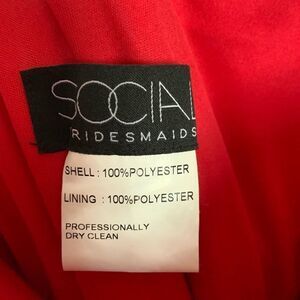 SOCIAL
RIDESMAIDS
SHELL : 100%POLYESTER
LINING : 100%POLYESTER
PROFESSIONALLY
DRY CLEAN